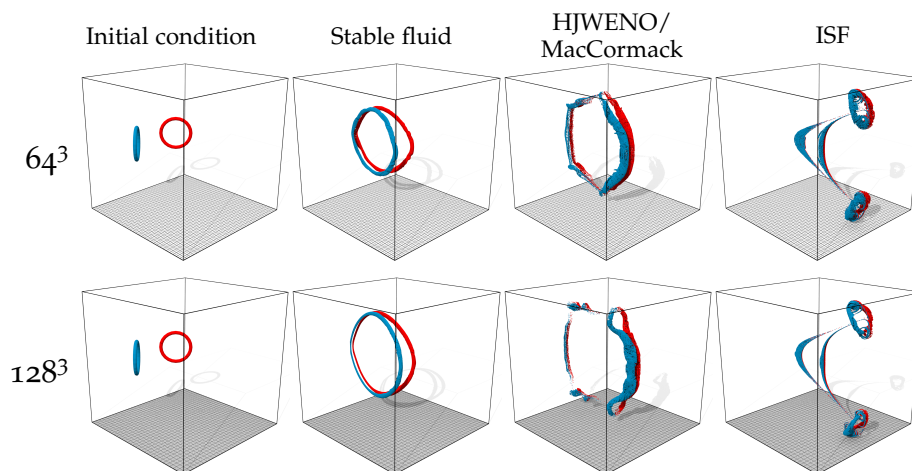 Initial condition
Stable fluid
HJWENO/
MacCormack
ISF
64³
128³